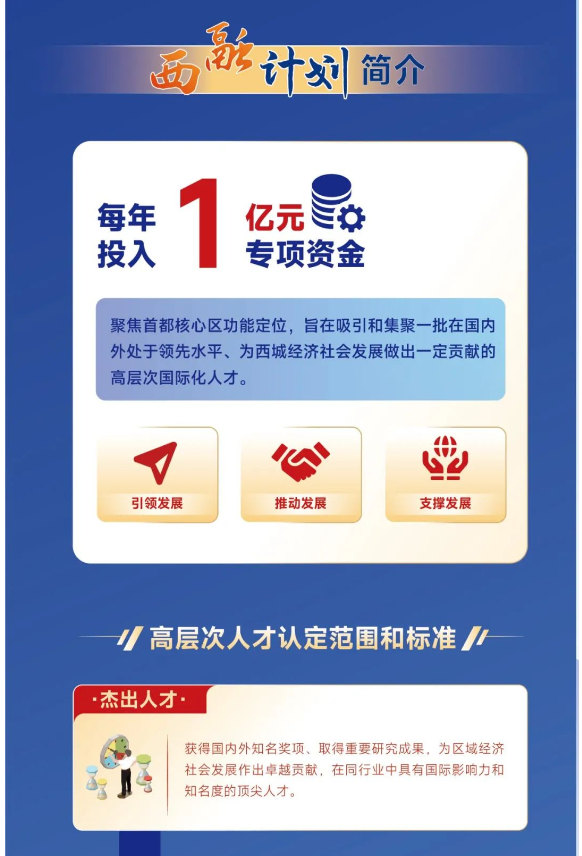 西融计划简介
每年
投入
1
亿元
专项资金
聚焦首都核心区功能定位，旨在吸引和集聚一批在国内
外处于领先水平、为西城经济社会发展做出一定贡献的
高层次国际化人才。
引领发展
推动发展
支撑发展
高层次人才认定范围和标准
·杰出人才·
获得国内外知名奖项、取得重要研究成果，为区域经济
社会发展作出卓越贡献，在同行业中具有国际影响力和
知名度的顶尖人才。